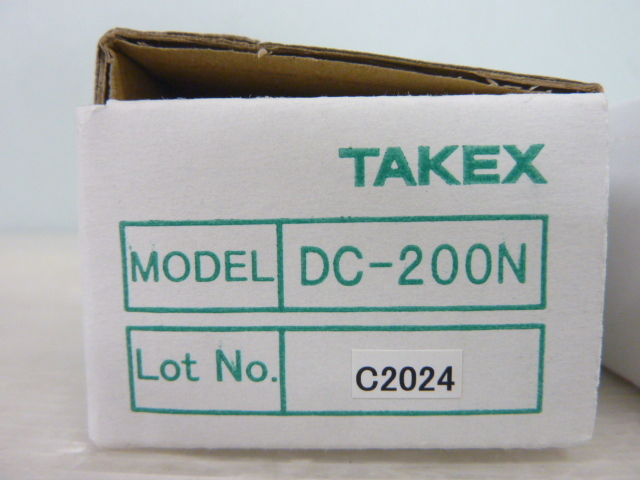 TAKEX
MODEL DC-200N
Lot No. C2024